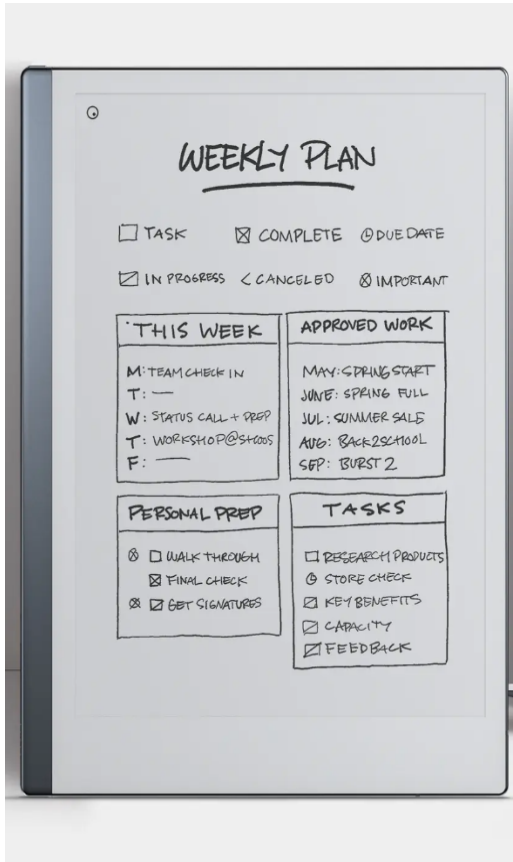 WEEKLY PLAN
TASK COMPLETE DUE DATE
IN PROGRESS CANCELED IMPORTANT
THIS WEEK
M: TEAM CHECK IN
T: —
W: STATUS CALL + PREP
T: WORKSHOP@
F: —
APPROVED WORK
MAY: SPRING START
JUNE: SPRING FULL
JUL: SUMMER SALE
AUG: BACK2SCHOOL
SEP: BURST 2
PERSONAL PREP
WALK THROUGH
FINAL CHECK
GET SIGNATURES
TASKS
RESEARCH PRODUCTS
STORE CHECK
KEY BENEFITS
CAPACITY
FEEDBACK